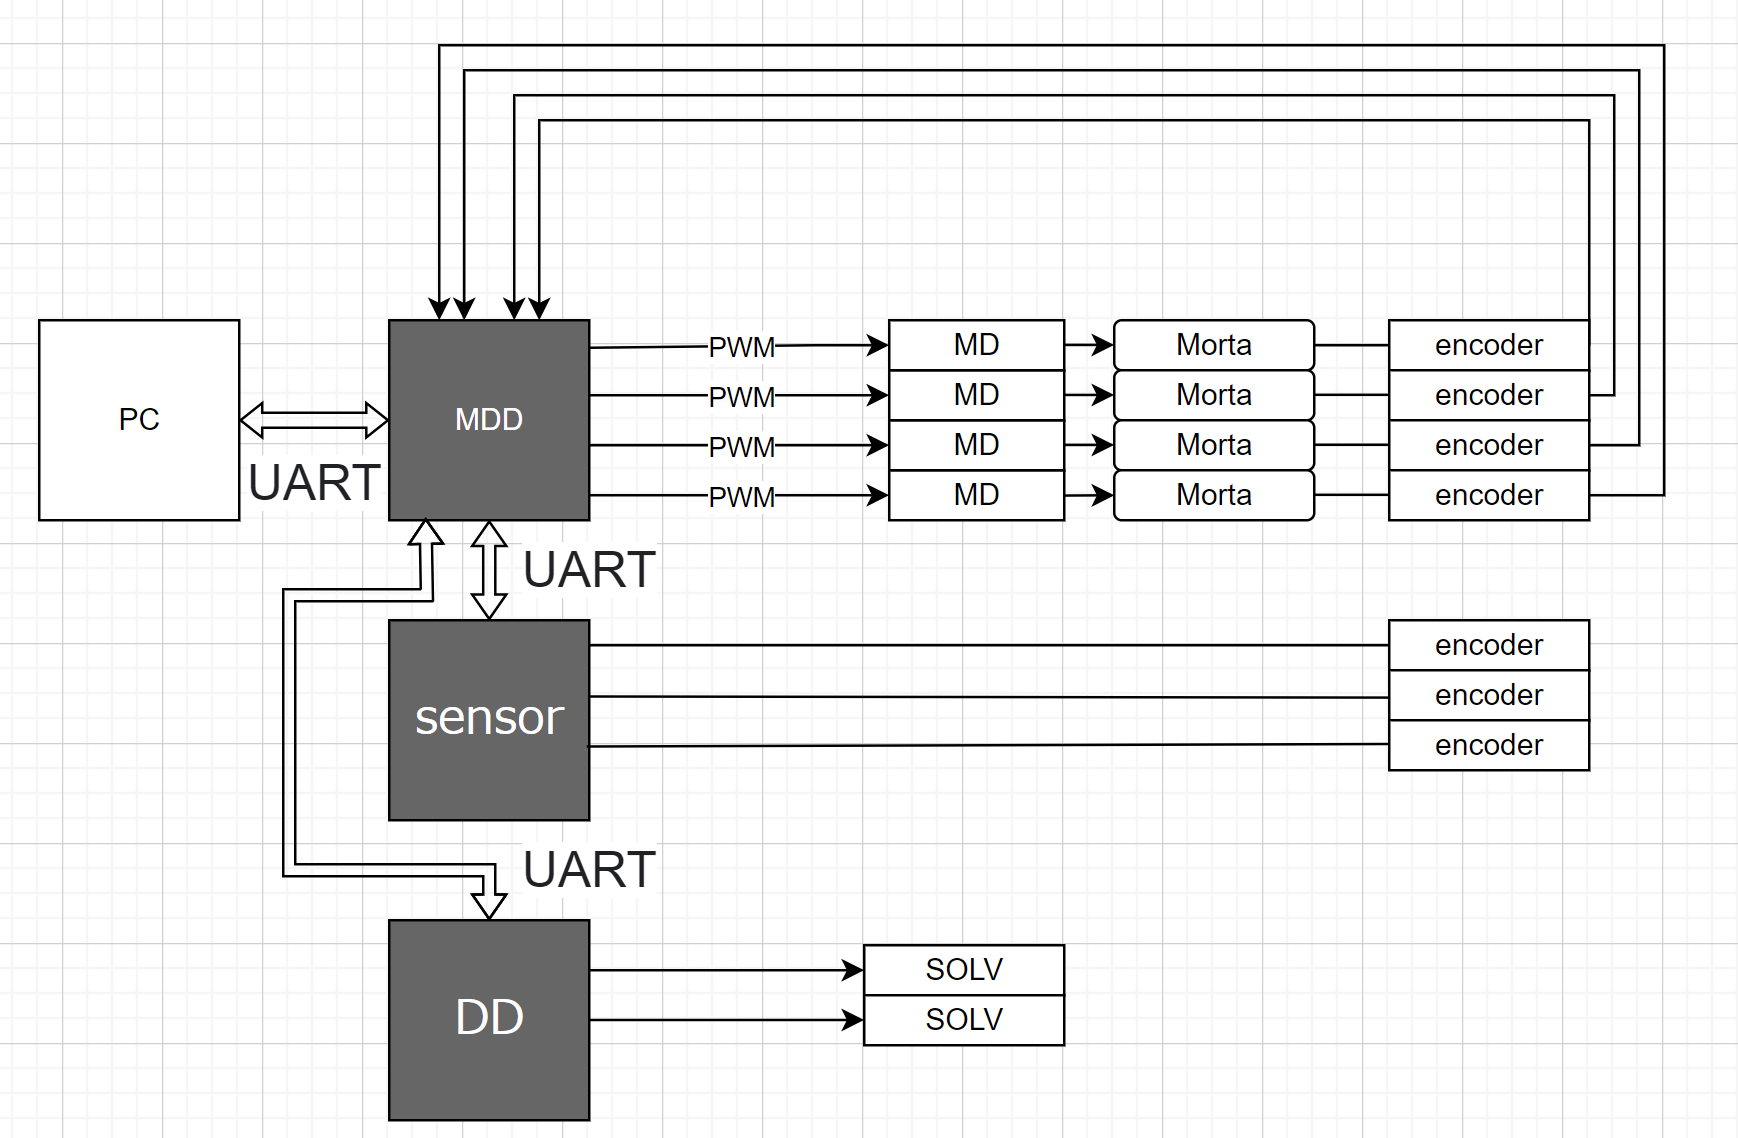 PC
UART
MDD
PWM
MD
Morta
encoder
PWM
MD
Morta
encoder
PWM
MD
Morta
encoder
PWM
MD
Morta
encoder
UART
sensor
encoder
encoder
encoder
UART
DD
SOLV
SOLV